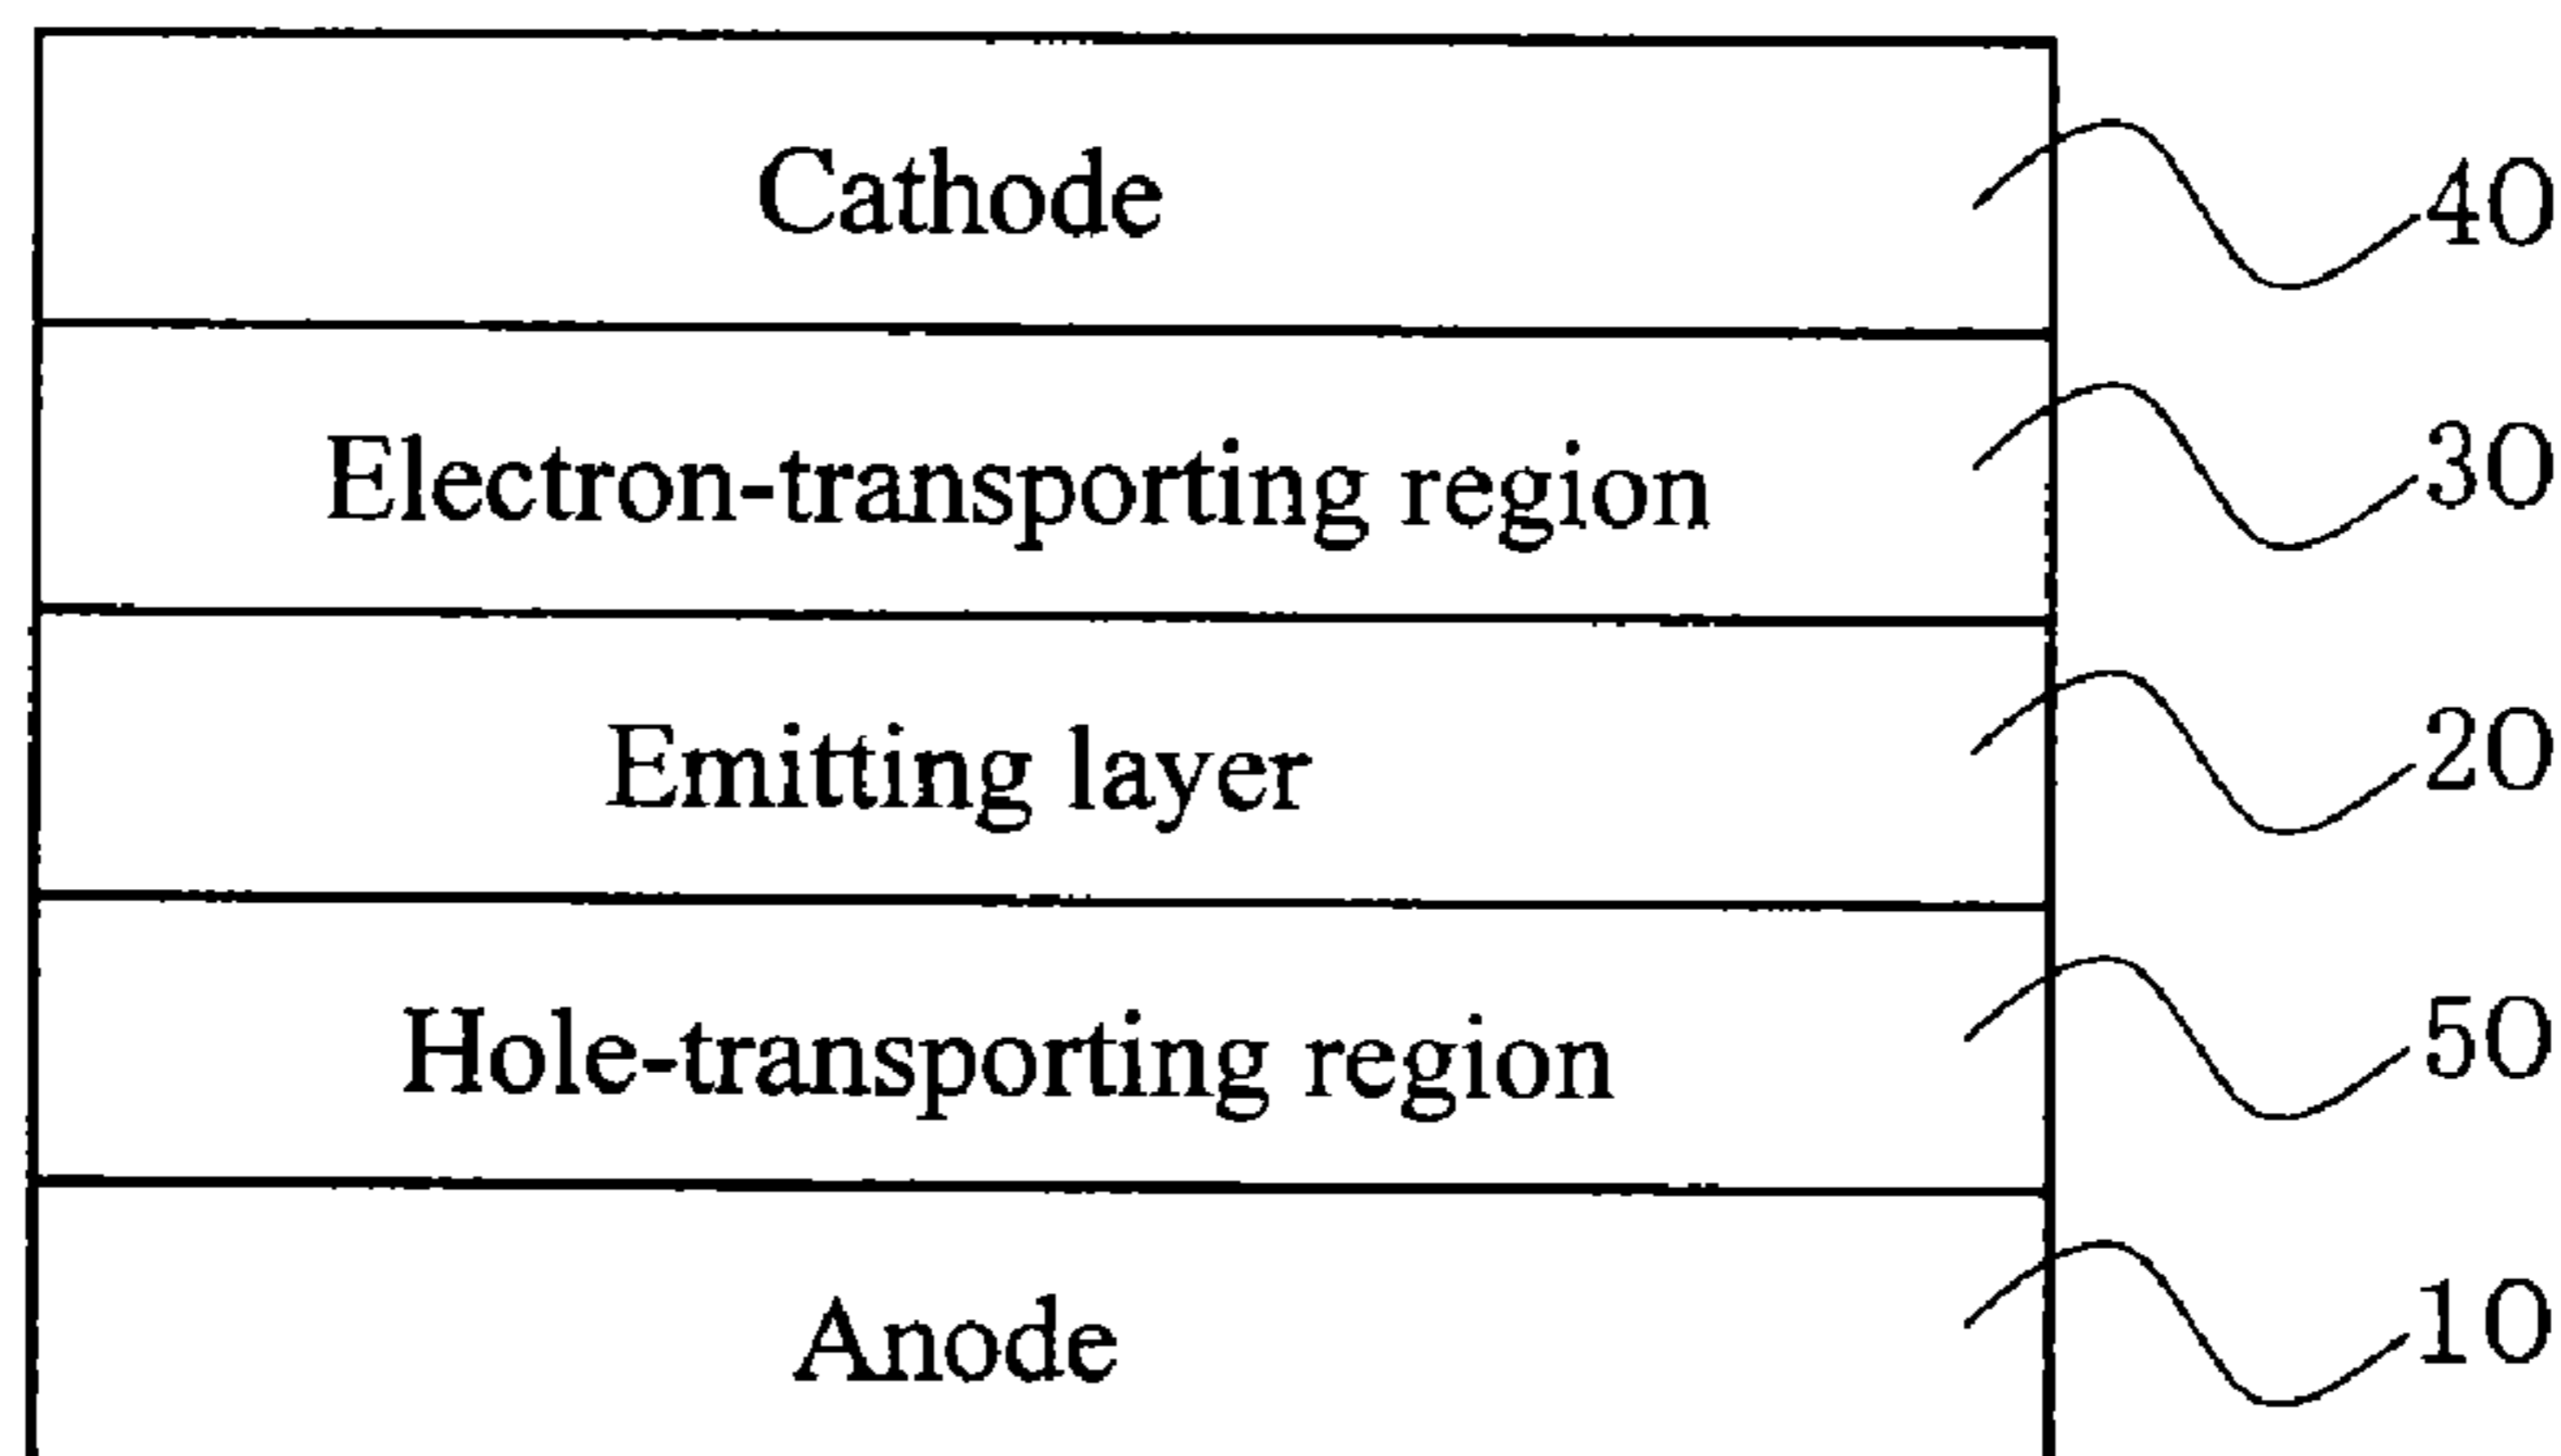 Cathode 40
Electron-transporting region 30
Emitting layer 20
Hole-transporting region 50
Anode 10